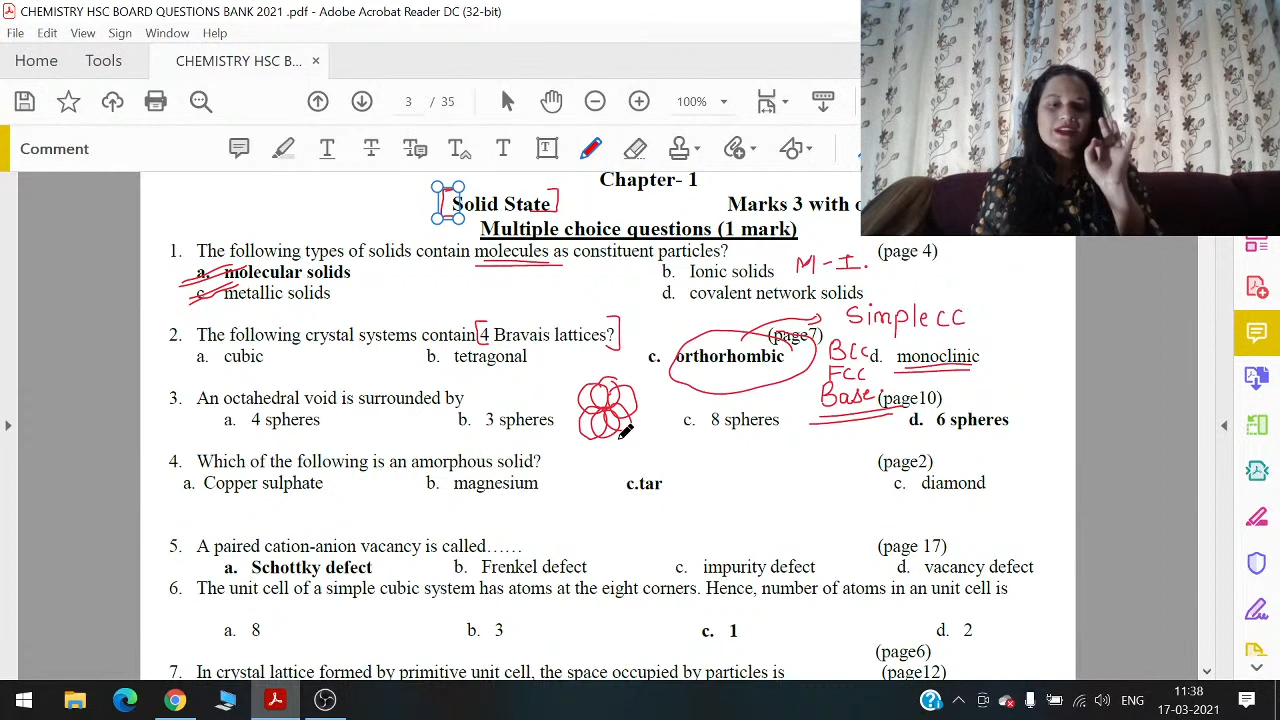 CHEMISTRY HSC BOARD QUESTIONS BANK 2021 .pdf - Adobe Acrobat Reader DC (32-bit)
File Edit View Sign Window Help
Home Tools CHEMISTRY HSC B... ×
3 / 35 100%
Comment
Chapter- 1
Solid State Marks 3 with o
Multiple choice questions (1 mark)
1. The following types of solids contain molecules as constituent particles? (page 4)
a. molecular solids b. Ionic solids M - I.
c. metallic solids d. covalent network solids
Simple CC
2. The following crystal systems contain [4 Bravais lattices?] (page7)
a. cubic b. tetragonal c. orthorhombic BCC d. monoclinic
FCC
Base
3. An octahedral void is surrounded by (page10)
a. 4 spheres b. 3 spheres c. 8 spheres d. 6 spheres
4. Which of the following is an amorphous solid? (page2)
a. Copper sulphate b. magnesium c.tar c. diamond
5. A paired cation-anion vacancy is called…… (page 17)
a. Schottky defect b. Frenkel defect c. impurity defect d. vacancy defect
6. The unit cell of a simple cubic system has atoms at the eight corners. Hence, number of atoms in an unit cell is
a. 8 b. 3 c. 1 d. 2
(page6)
7. In crystal lattice formed by primitive unit cell, the space occupied by particles is (page12)
ENG 11:38
17-03-2021